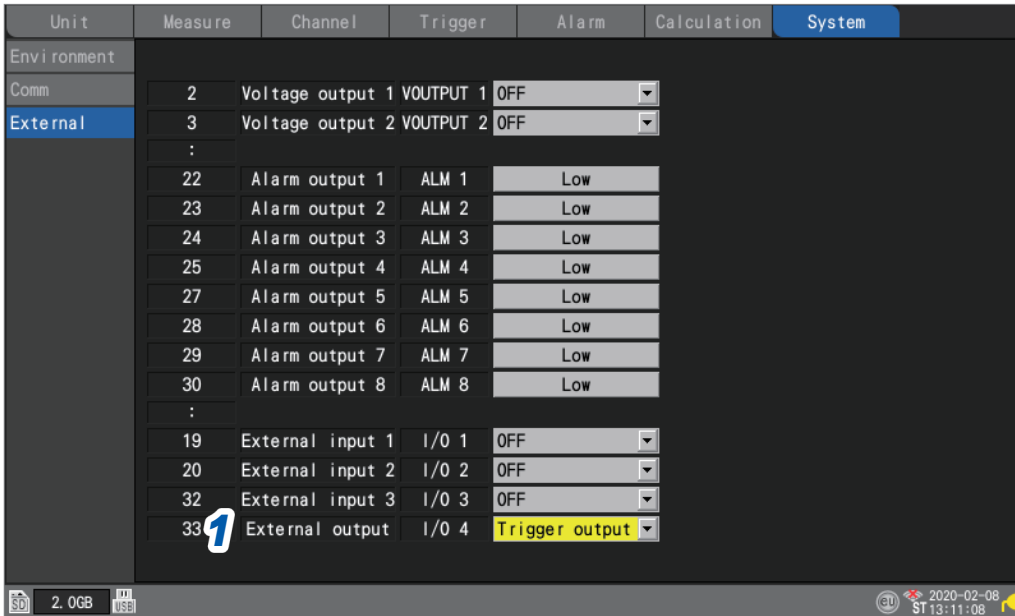 Unit Measure Channel Trigger Alarm Calculation System
Environment
Comm
External
2 Voltage output 1 VOUTPUT 1 OFF
3 Voltage output 2 VOUTPUT 2 OFF
:
22 Alarm output 1 ALM 1 Low
23 Alarm output 2 ALM 2 Low
24 Alarm output 3 ALM 3 Low
25 Alarm output 4 ALM 4 Low
27 Alarm output 5 ALM 5 Low
28 Alarm output 6 ALM 6 Low
29 Alarm output 7 ALM 7 Low
30 Alarm output 8 ALM 8 Low
:
19 External input 1 I/O 1 OFF
20 External input 2 I/O 2 OFF
32 External input 3 I/O 3 OFF
33 1 External output I/O 4 Trigger output
SD 2.0GB USB eu ST 2020-02-08
13:11:08